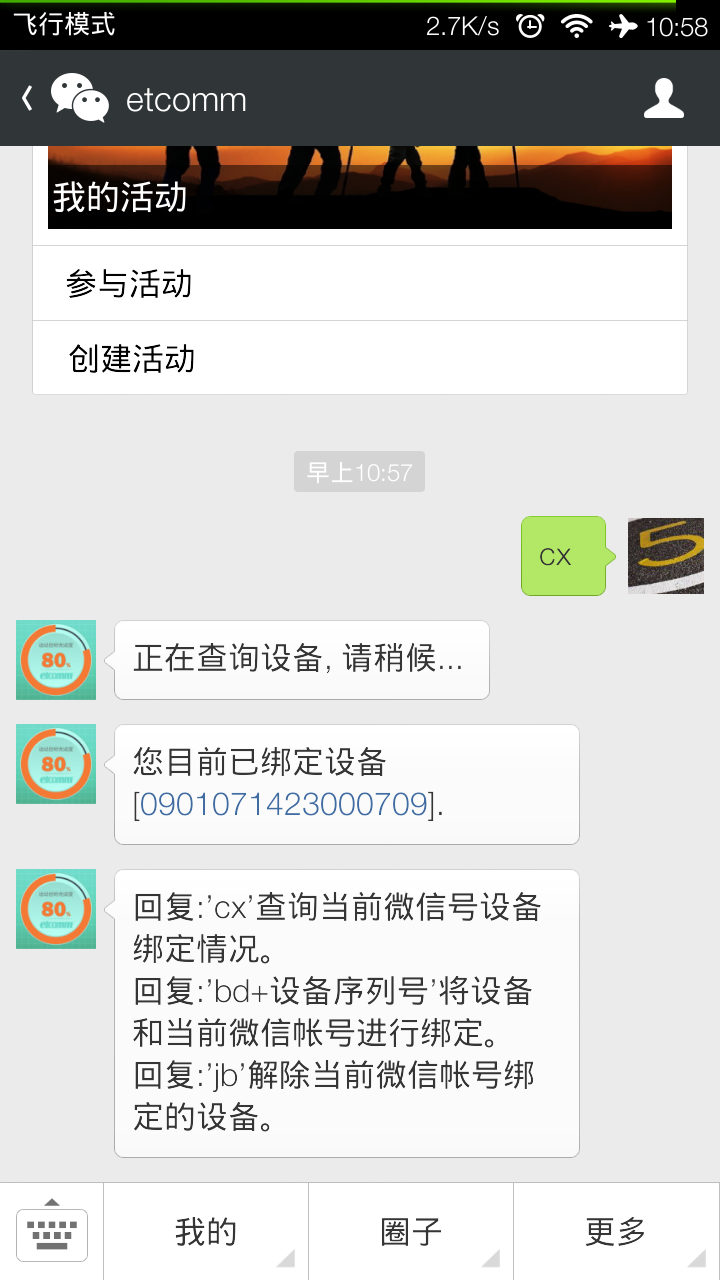 飞行模式 2.7K/s 10:58
etcomm
我的活动
参与活动
创建活动
早上10:57
cx
5
正在查询设备, 请稍候...
80%
etcomm
您目前已绑定设备
[0901071423000709].
80%
etcomm
回复:'cx'查询当前微信号设备
绑定情况。
回复:'bd+设备序列号'将设备
和当前微信帐号进行绑定。
回复:'jb'解除当前微信帐号绑
定的设备。
80%
etcomm
我的 圈子 更多